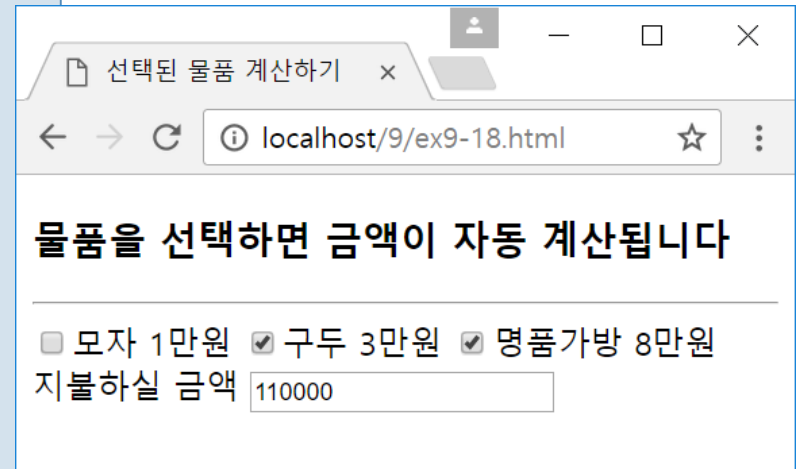 선택된 물품 계산하기
localhost/9/ex9-18.html
물품을 선택하면 금액이 자동 계산됩니다
모자 1만원 구두 3만원 명품가방 8만원
지불하실 금액 110000